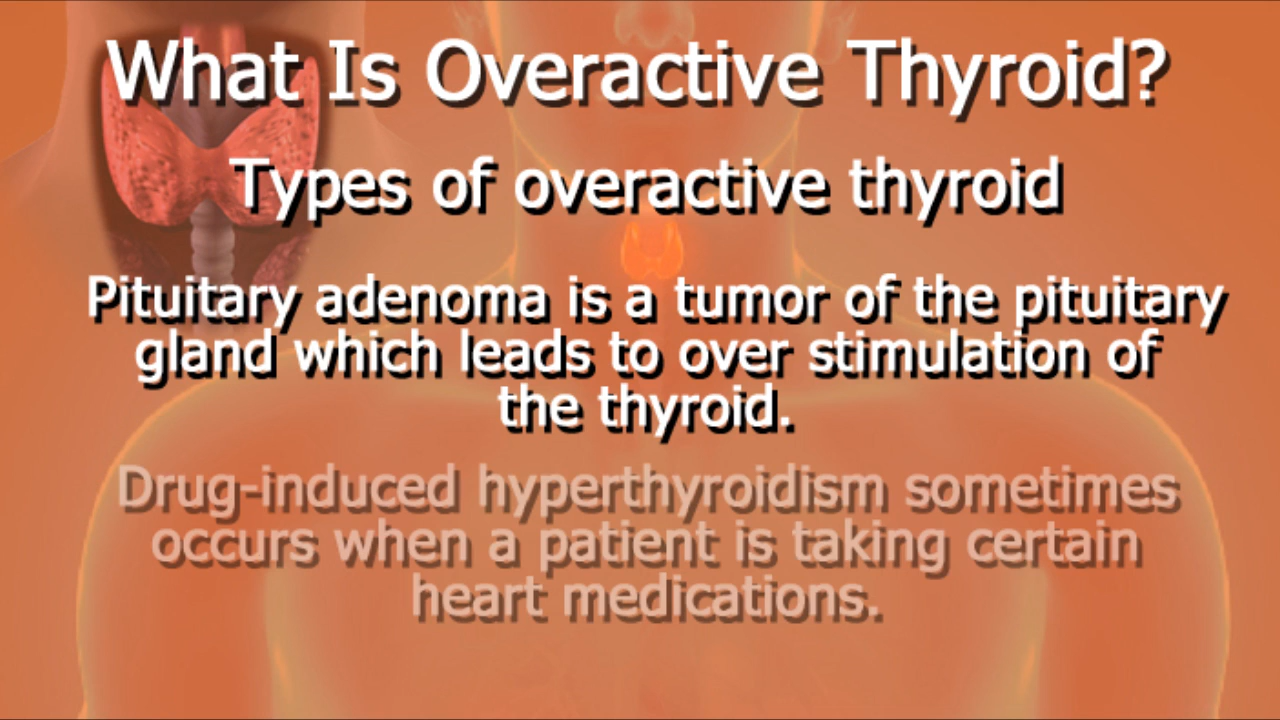 What Is Overactive Thyroid?
Types of overactive thyroid
Pituitary adenoma is a tumor of the pituitary
gland which leads to over stimulation of
the thyroid.
Drug-induced hyperthyroidism sometimes
occurs when a patient is taking certain
heart medications.